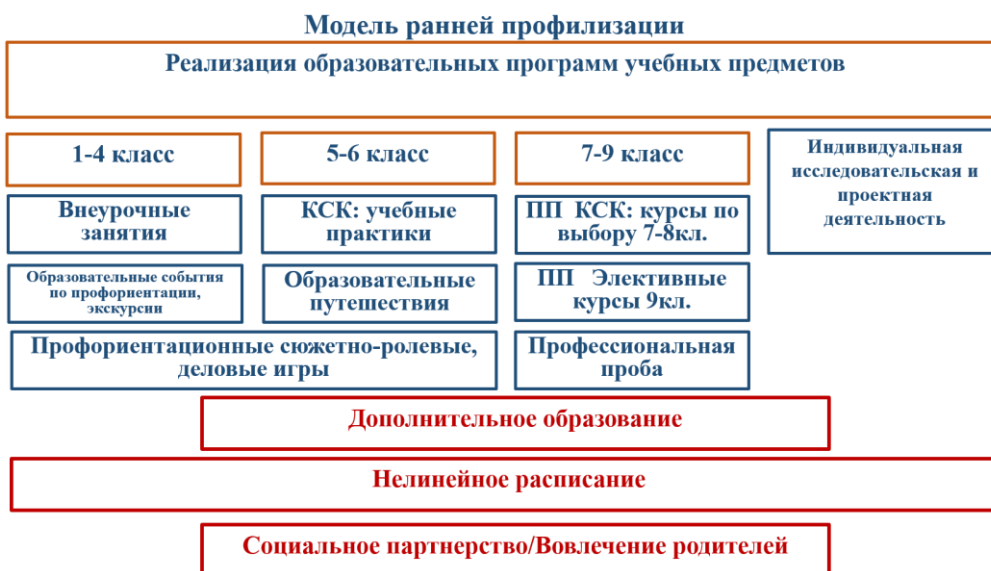 Модель ранней профилизации
Реализация образовательных программ учебных предметов
1-4 класс
5-6 класс
7-9 класс
Индивидуальная
исследовательская и
проектная
деятельность
Внеурочные
занятия
КСК: учебные
практики
ПП КСК: курсы по
выбору 7-8кл.
Образовательные события
по профориентации,
экскурсии
Образовательные
путешествия
ПП Элективные
курсы 9кл.
Профориентационные сюжетно-ролевые,
деловые игры
Профессиональная
проба
Дополнительное образование
Нелинейное расписание
Социальное партнерство/Вовлечение родителей